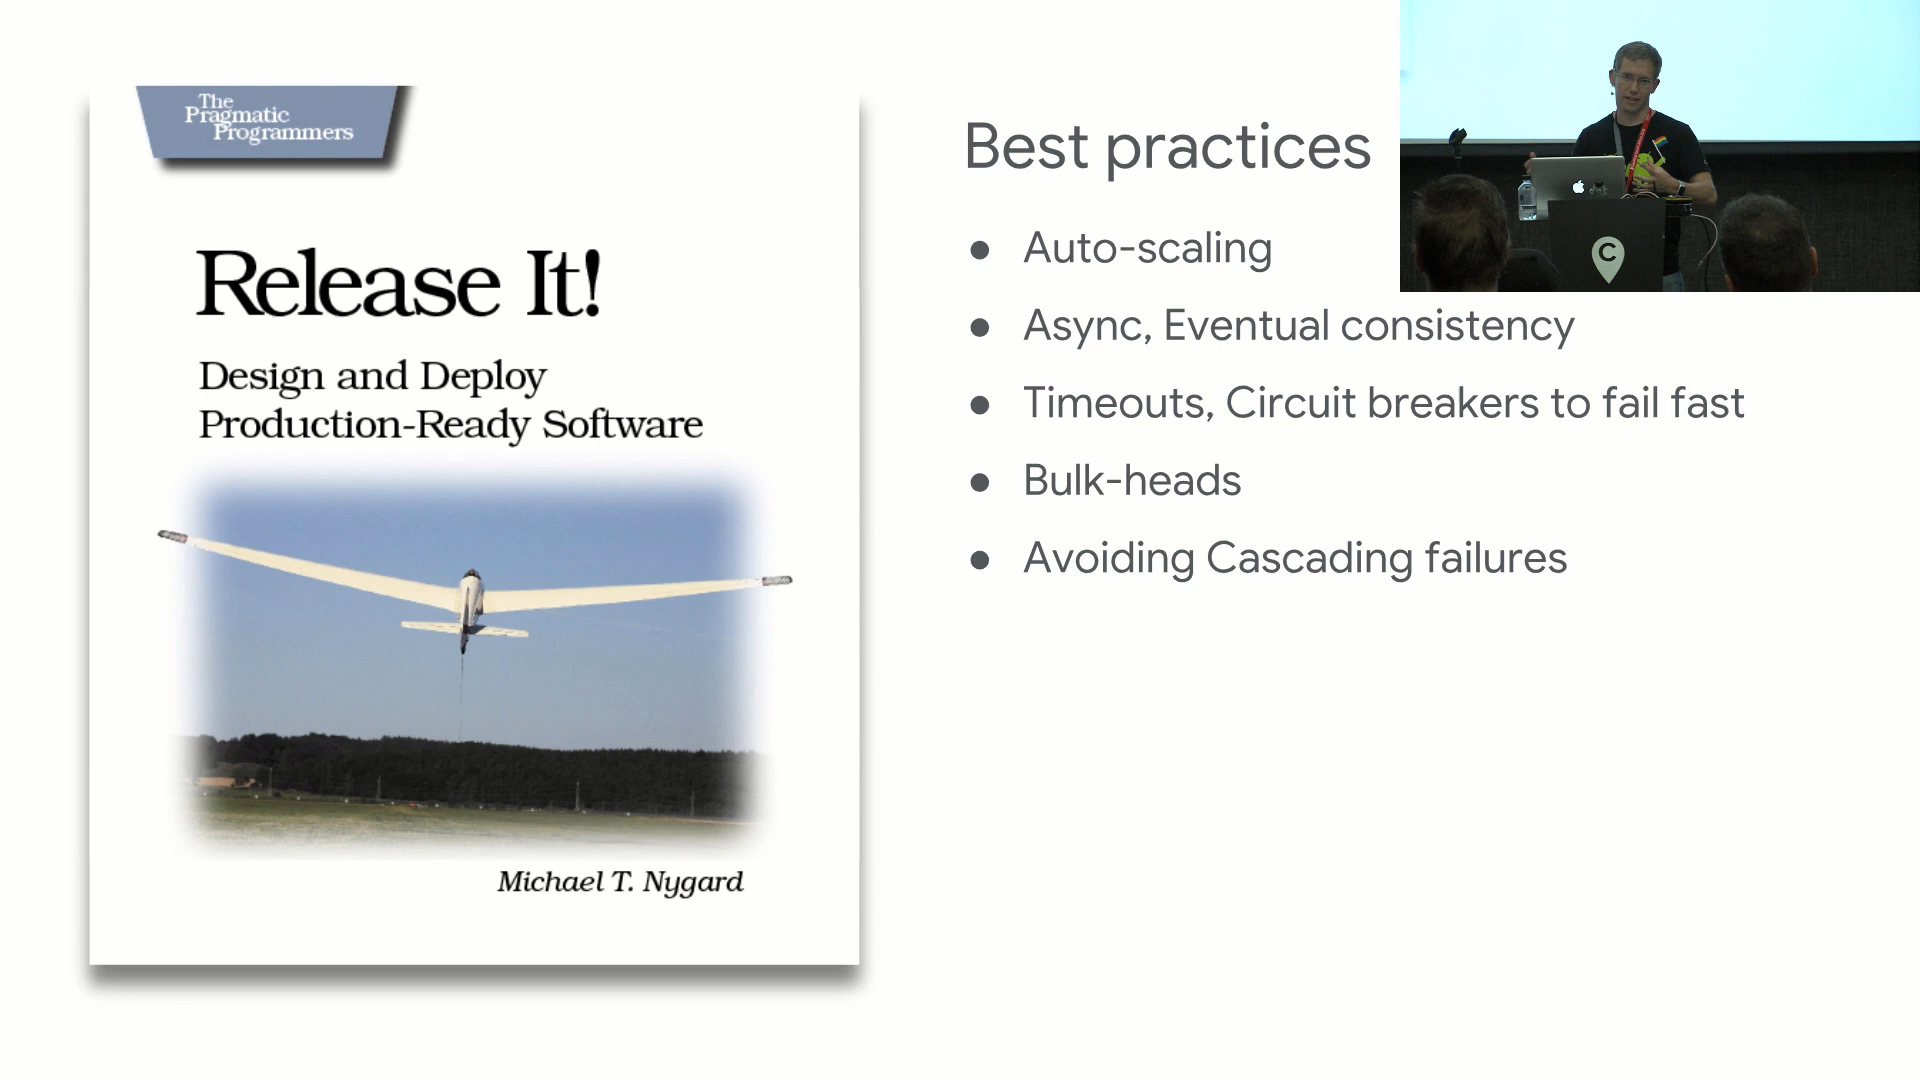 The
Pragmatic
Programmers
Release It!
Design and Deploy
Production-Ready Software
Michael T. Nygard
Best practices
● Auto-scaling
● Async, Eventual consistency
● Timeouts, Circuit breakers to fail fast
● Bulk-heads
● Avoiding Cascading failures
C